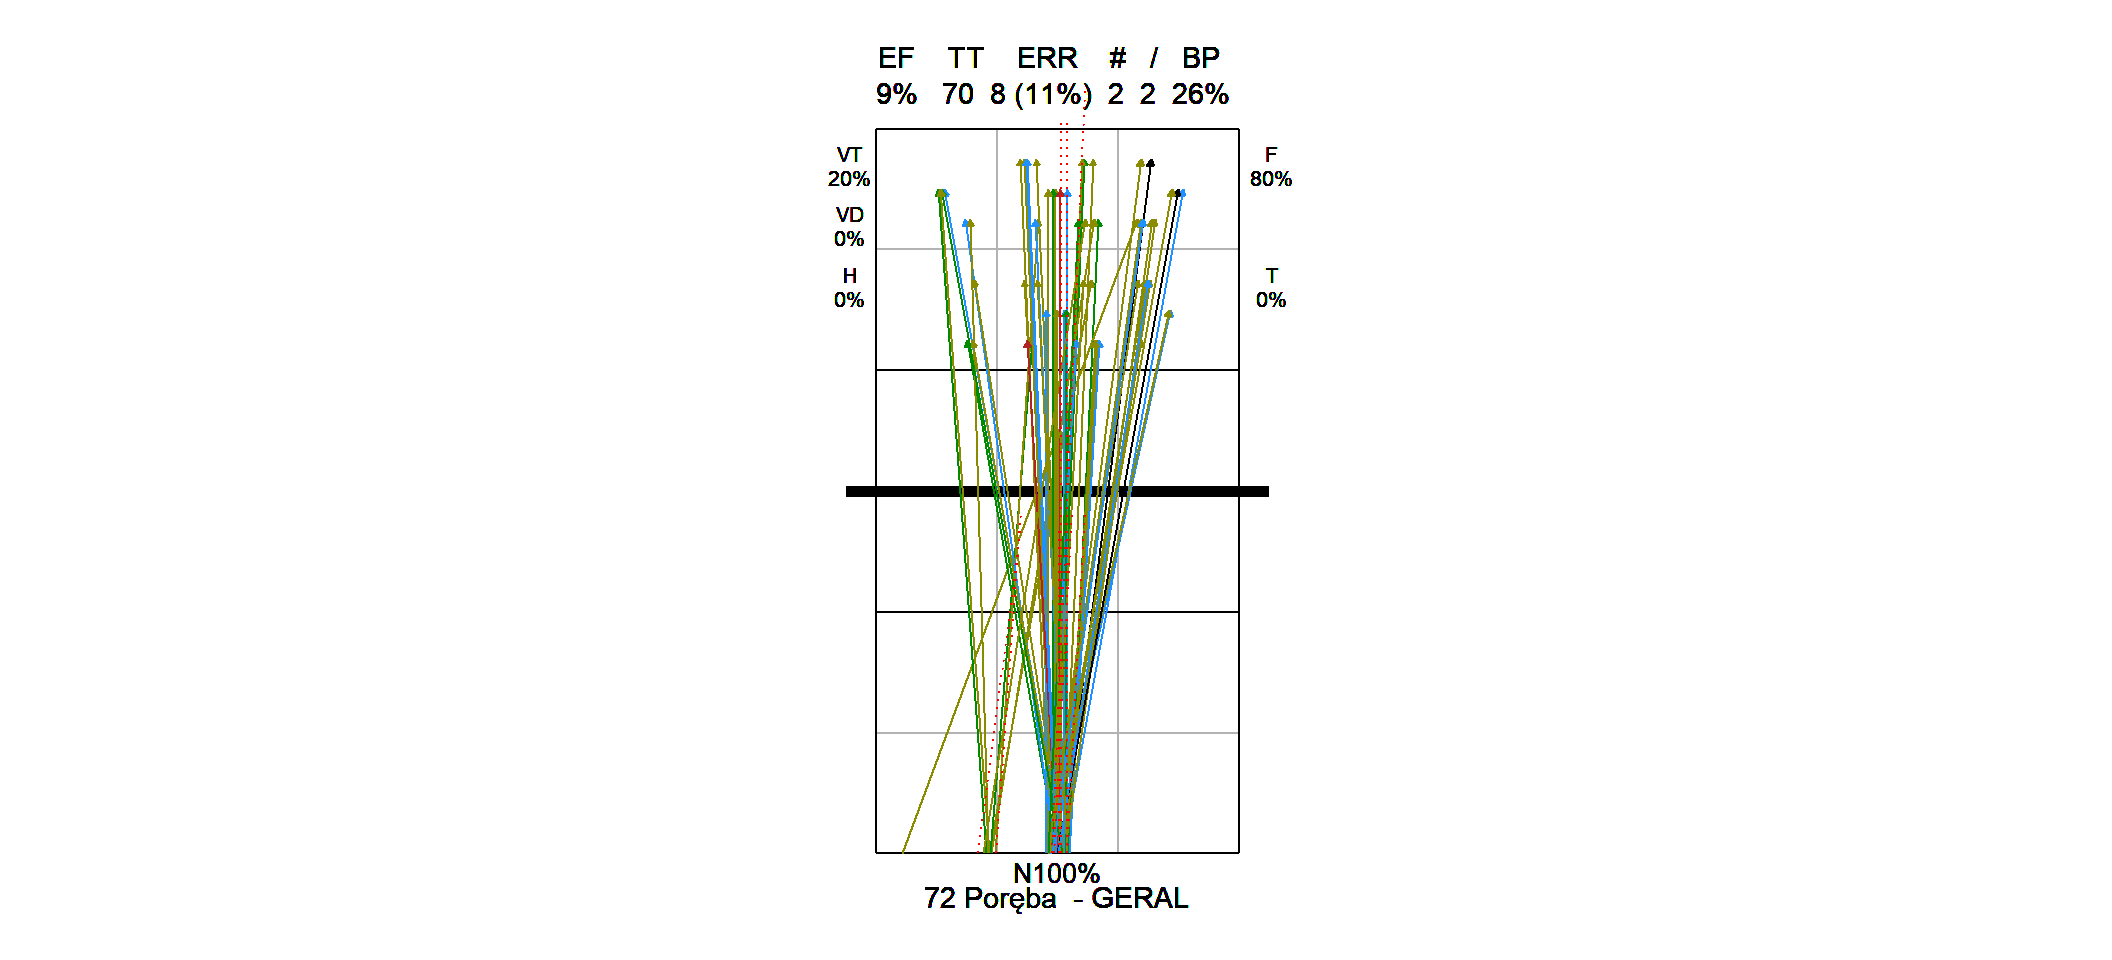 EF TT ERR # / BP
9% 70 8 (11%) 2 2 26%
VT
20%
VD
0%
H
0%
F
80%
T
0%
N100%
72 Poręba - GERAL